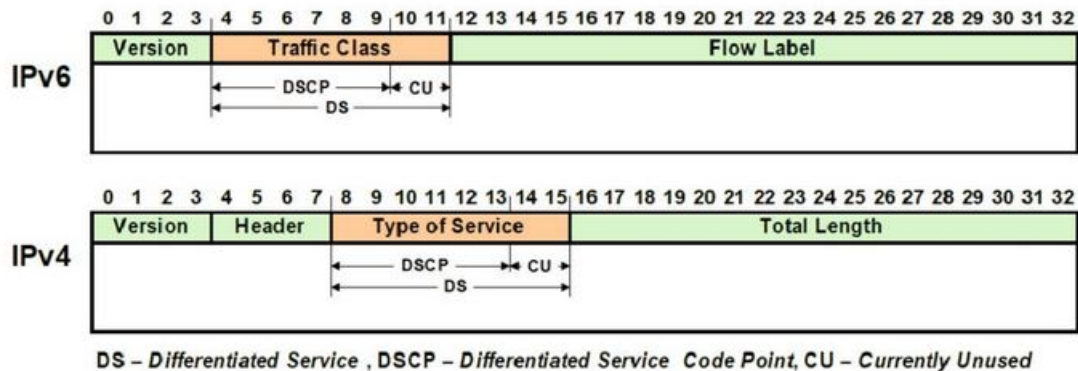 0 1 2 3 4 5 6 7 8 9 10 11 12 13 14 15 16 17 18 19 20 21 22 23 24 25 26 27 28 29 30 31 32
IPv6
Version Traffic Class Flow Label
DSCP CU
DS
0 1 2 3 4 5 6 7 8 9 10 11 12 13 14 15 16 17 18 19 20 21 22 23 24 25 26 27 28 29 30 31 32
IPv4
Version Header Type of Service Total Length
DSCP CU
DS
DS – Differentiated Service , DSCP – Differentiated Service Code Point, CU – Currently Unused